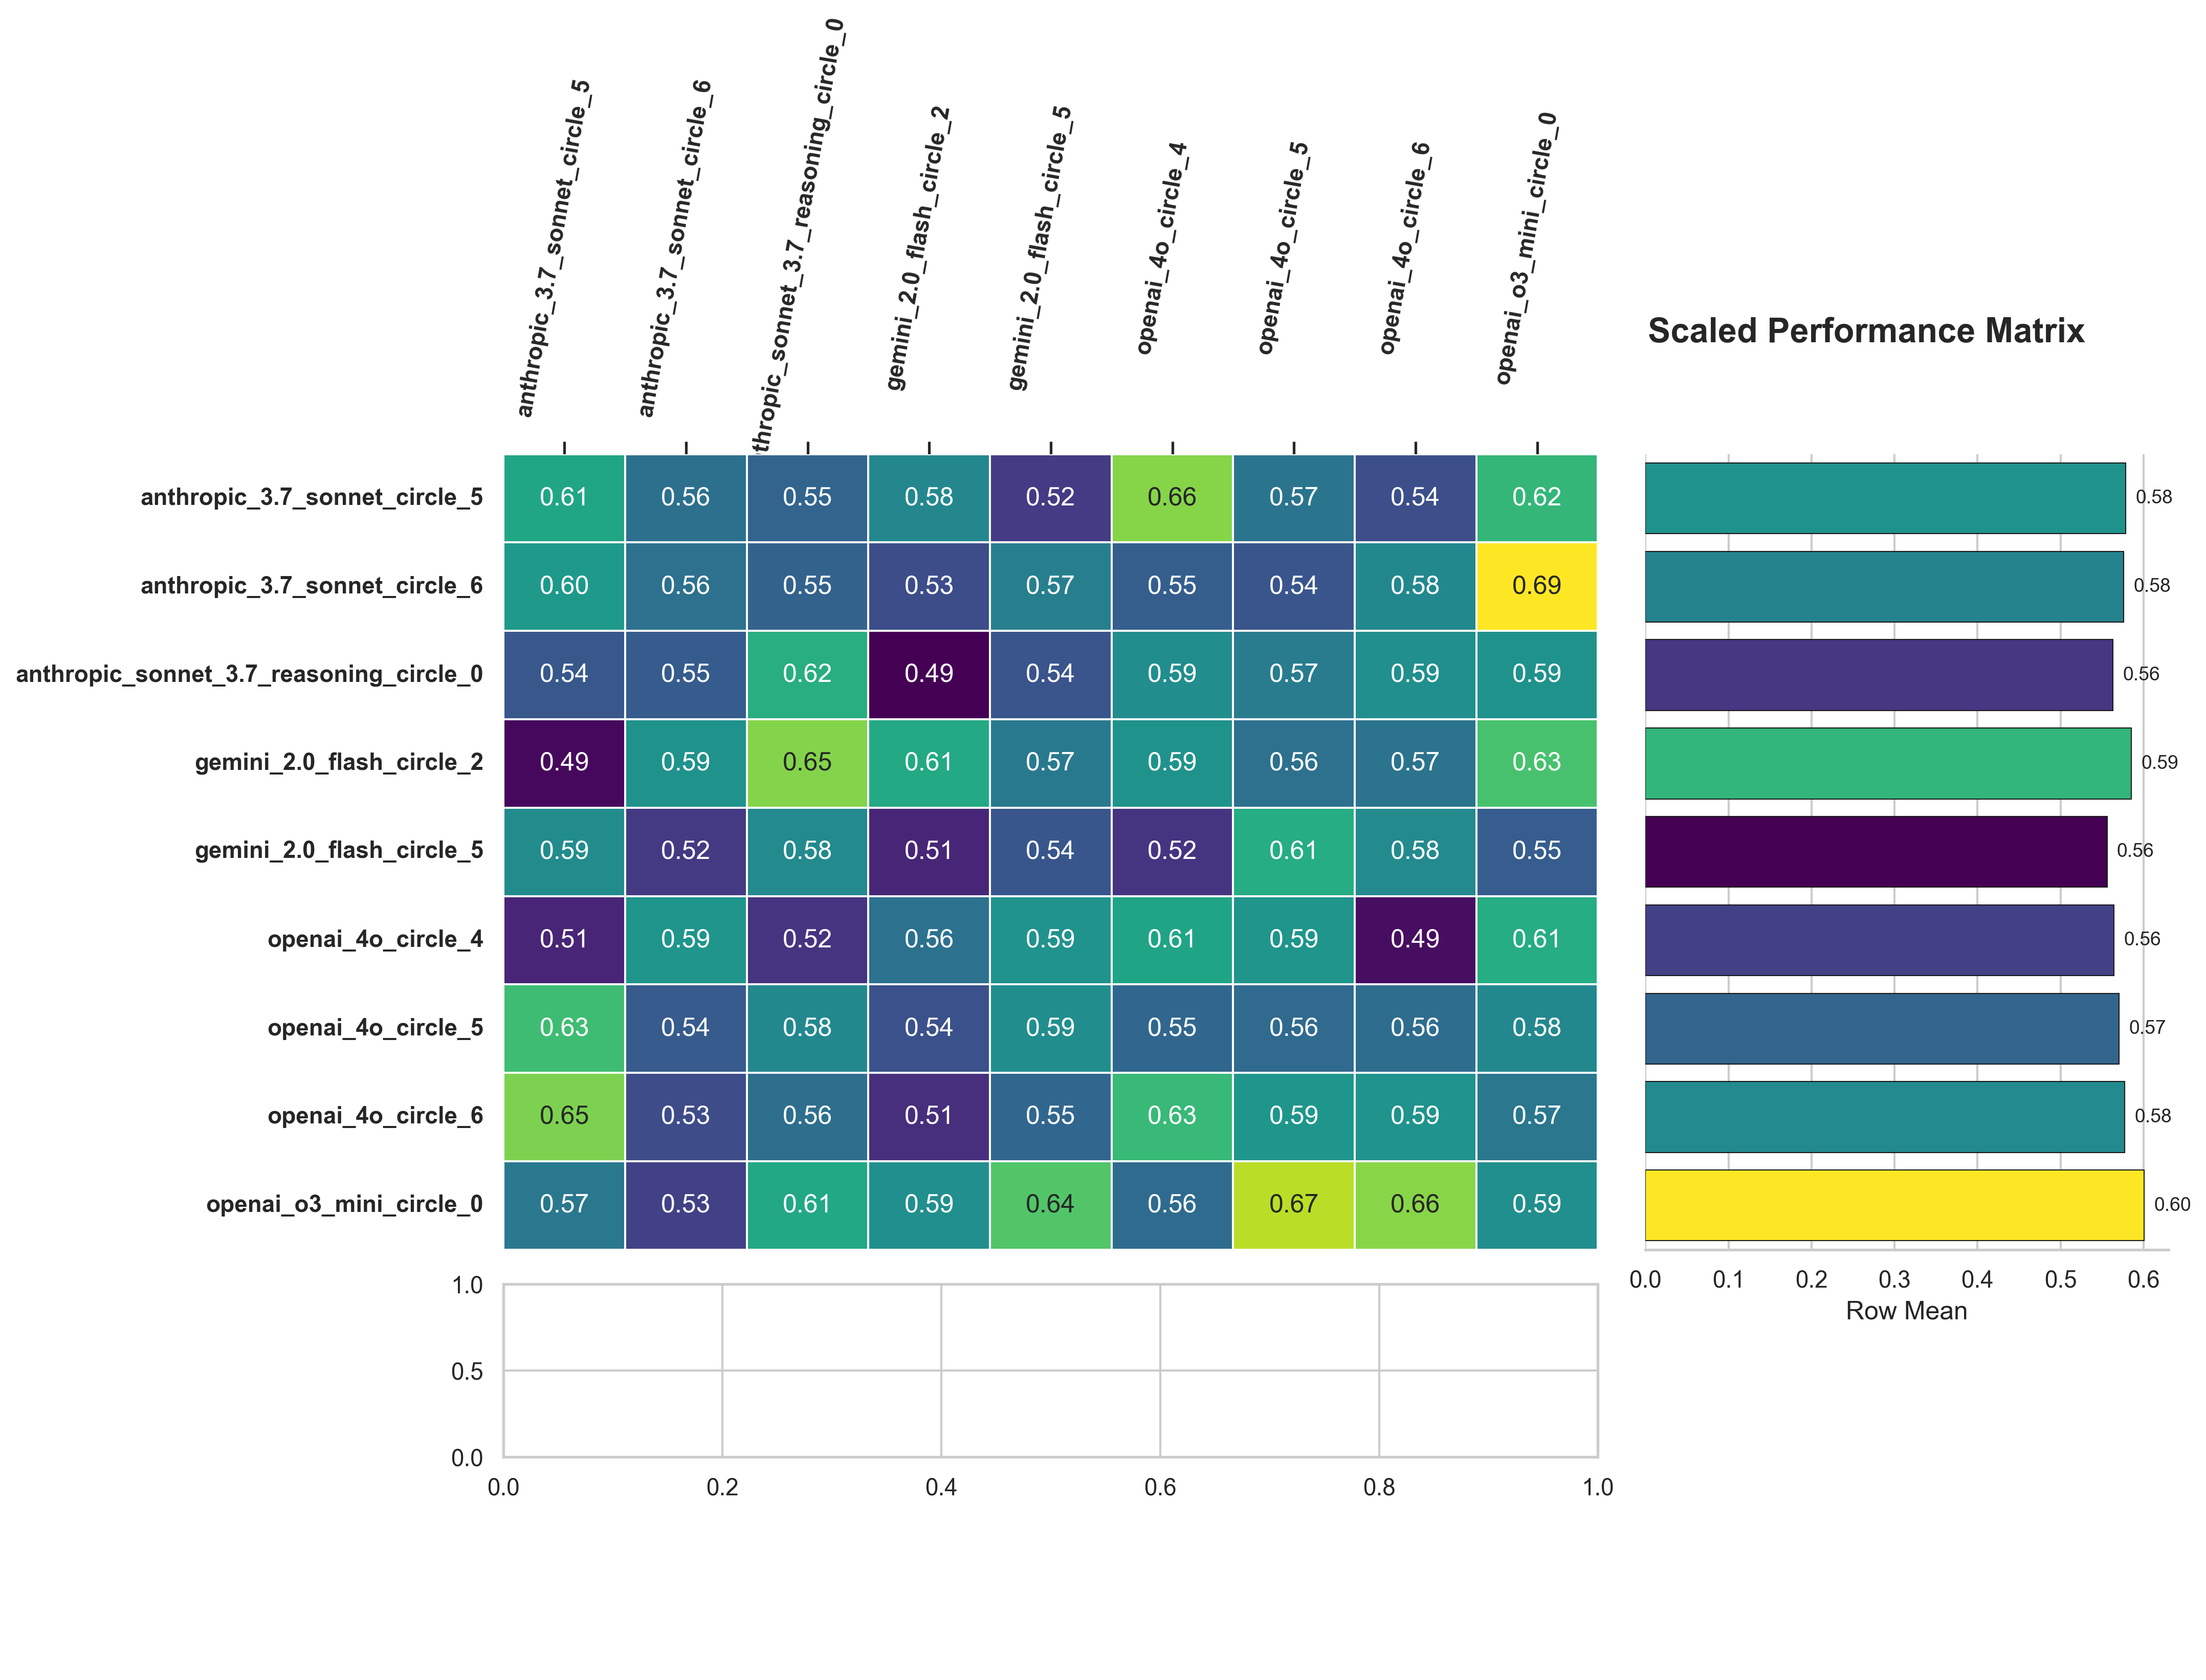 anthropic_3.7_sonnet_circle_5
anthropic_3.7_sonnet_circle_6
thropic_sonnet_3.7_reasoning_circle_0
gemini_2.0_flash_circle_2
gemini_2.0_flash_circle_5
openai_4o_circle_4
openai_4o_circle_5
openai_4o_circle_6
openai_o3_mini_circle_0
Scaled Performance Matrix
anthropic_3.7_sonnet_circle_5 0.61 0.56 0.55 0.58 0.52 0.66 0.57 0.54 0.62 0.58
anthropic_3.7_sonnet_circle_6 0.60 0.56 0.55 0.53 0.57 0.55 0.54 0.58 0.69 0.58
anthropic_sonnet_3.7_reasoning_circle_0 0.54 0.55 0.62 0.49 0.54 0.59 0.57 0.59 0.59 0.56
gemini_2.0_flash_circle_2 0.49 0.59 0.65 0.61 0.57 0.59 0.56 0.57 0.63 0.59
gemini_2.0_flash_circle_5 0.59 0.52 0.58 0.51 0.54 0.52 0.61 0.58 0.55 0.56
openai_4o_circle_4 0.51 0.59 0.52 0.56 0.59 0.61 0.59 0.49 0.61 0.56
openai_4o_circle_5 0.63 0.54 0.58 0.54 0.59 0.55 0.56 0.56 0.58 0.57
openai_4o_circle_6 0.65 0.53 0.56 0.51 0.55 0.63 0.59 0.59 0.57 0.58
openai_o3_mini_circle_0 0.57 0.53 0.61 0.59 0.64 0.56 0.67 0.66 0.59 0.60
0.0 0.1 0.2 0.3 0.4 0.5 0.6
Row Mean
1.0
0.5
0.0
0.0 0.2 0.4 0.6 0.8 1.0